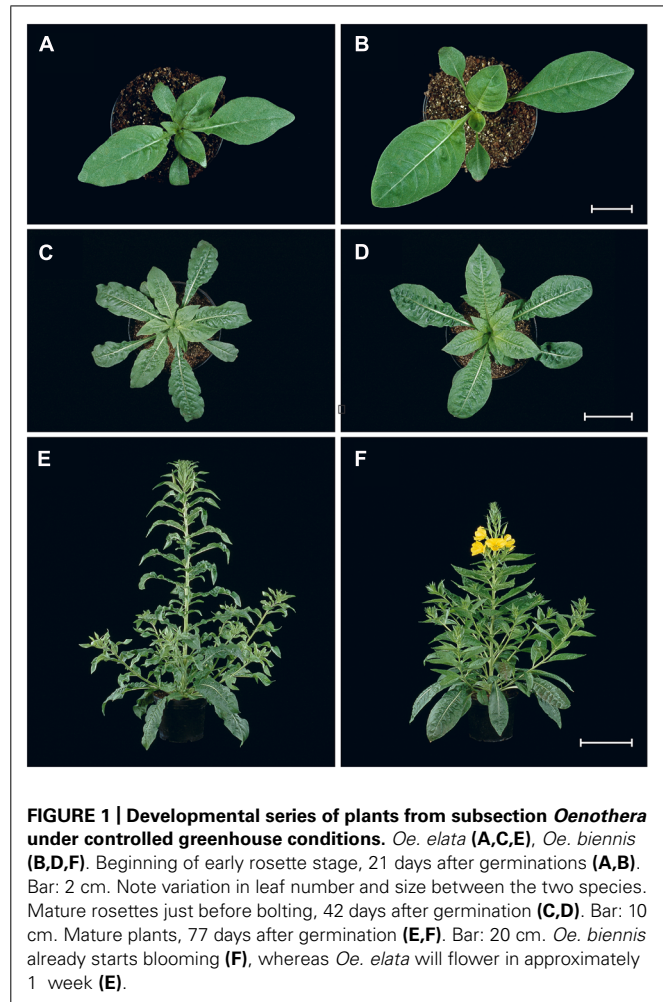 A
B
C
D
E
F
FIGURE 1 | Developmental series of plants from subsection Oenothera
under controlled greenhouse conditions. Oe. elata (A,C,E), Oe. biennis
(B,D,F). Beginning of early rosette stage, 21 days after germinations (A,B).
Bar: 2 cm. Note variation in leaf number and size between the two species.
Mature rosettes just before bolting, 42 days after germination (C,D). Bar: 10
cm. Mature plants, 77 days after germination (E,F). Bar: 20 cm. Oe. biennis
already starts blooming (F), whereas Oe. elata will flower in approximately
1 week (E).